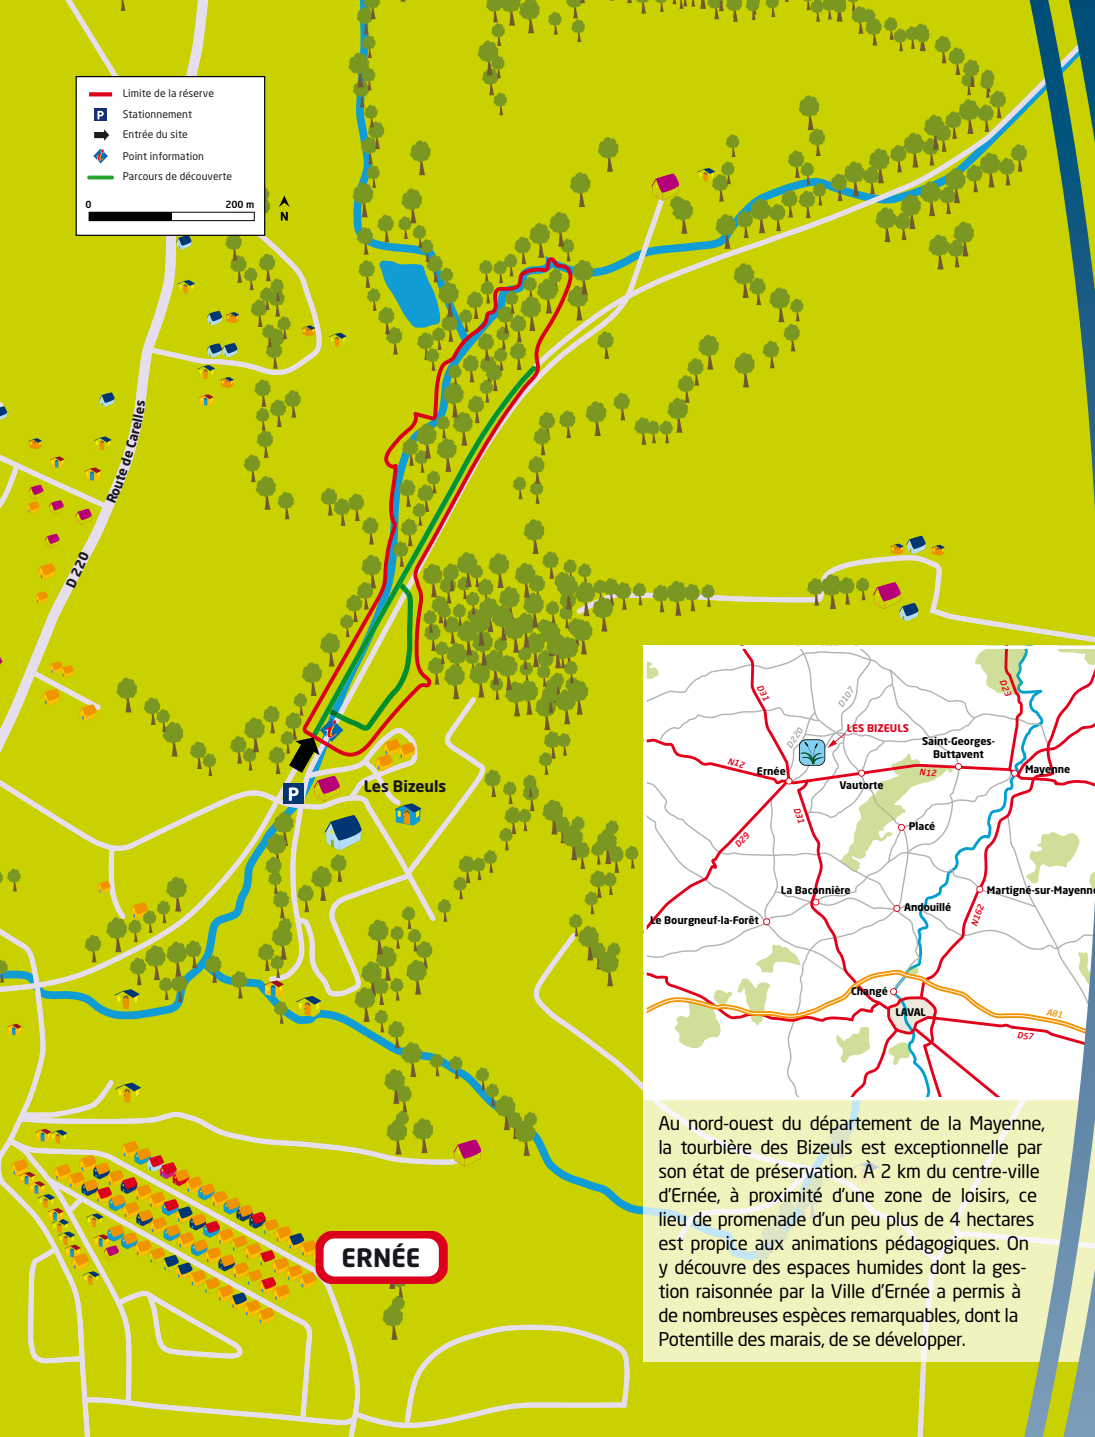 Limite de la réserve
P Stationnement
Entrée du site
i Point information
Parcours de découverte
0 200 m
N
Route de Carelles
D 220
P
Les Bizeuls
ERNÉE
D31
D107
D220
D23
LES BIZEULS
Saint-Georges-
Buttavent
N12
Ernée
Vautorte
N12
Mayenne
D31
D29
Placé
La Baconnière
Martigné-sur-Mayenne
Andouillé
Le Bourgneuf-la-Forêt
N162
Changé
LAVAL
A81
D57
Au nord-ouest du département de la Mayenne,
la tourbière des Bizeuls est exceptionnelle par
son état de préservation. À 2 km du centre-ville
d’Ernée, à proximité d’une zone de loisirs, ce
lieu de promenade d’un peu plus de 4 hectares
est propice aux animations pédagogiques. On
y découvre des espaces humides dont la ges-
tion raisonnée par la Ville d’Ernée a permis à
de nombreuses espèces remarquables, dont la
Potentille des marais, de se développer.